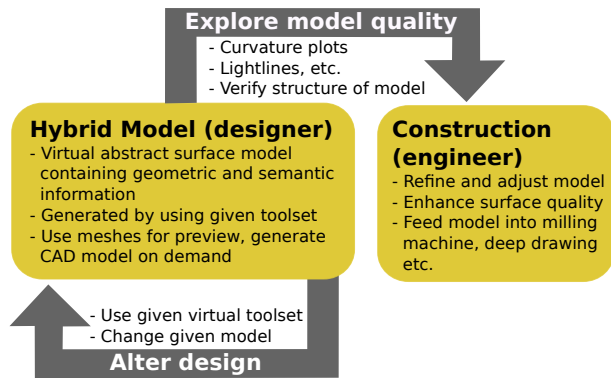 Explore model quality
- Curvature plots
- Lightlines, etc.
- Verify structure of model
Hybrid Model (designer)
- Virtual abstract surface model
containing geometric and semantic
information
- Generated by using given toolset
- Use meshes for preview, generate
CAD model on demand
Construction
(engineer)
- Refine and adjust model
- Enhance surface quality
- Feed model into milling
machine, deep drawing
etc.
- Use given virtual toolset
- Change given model
Alter design